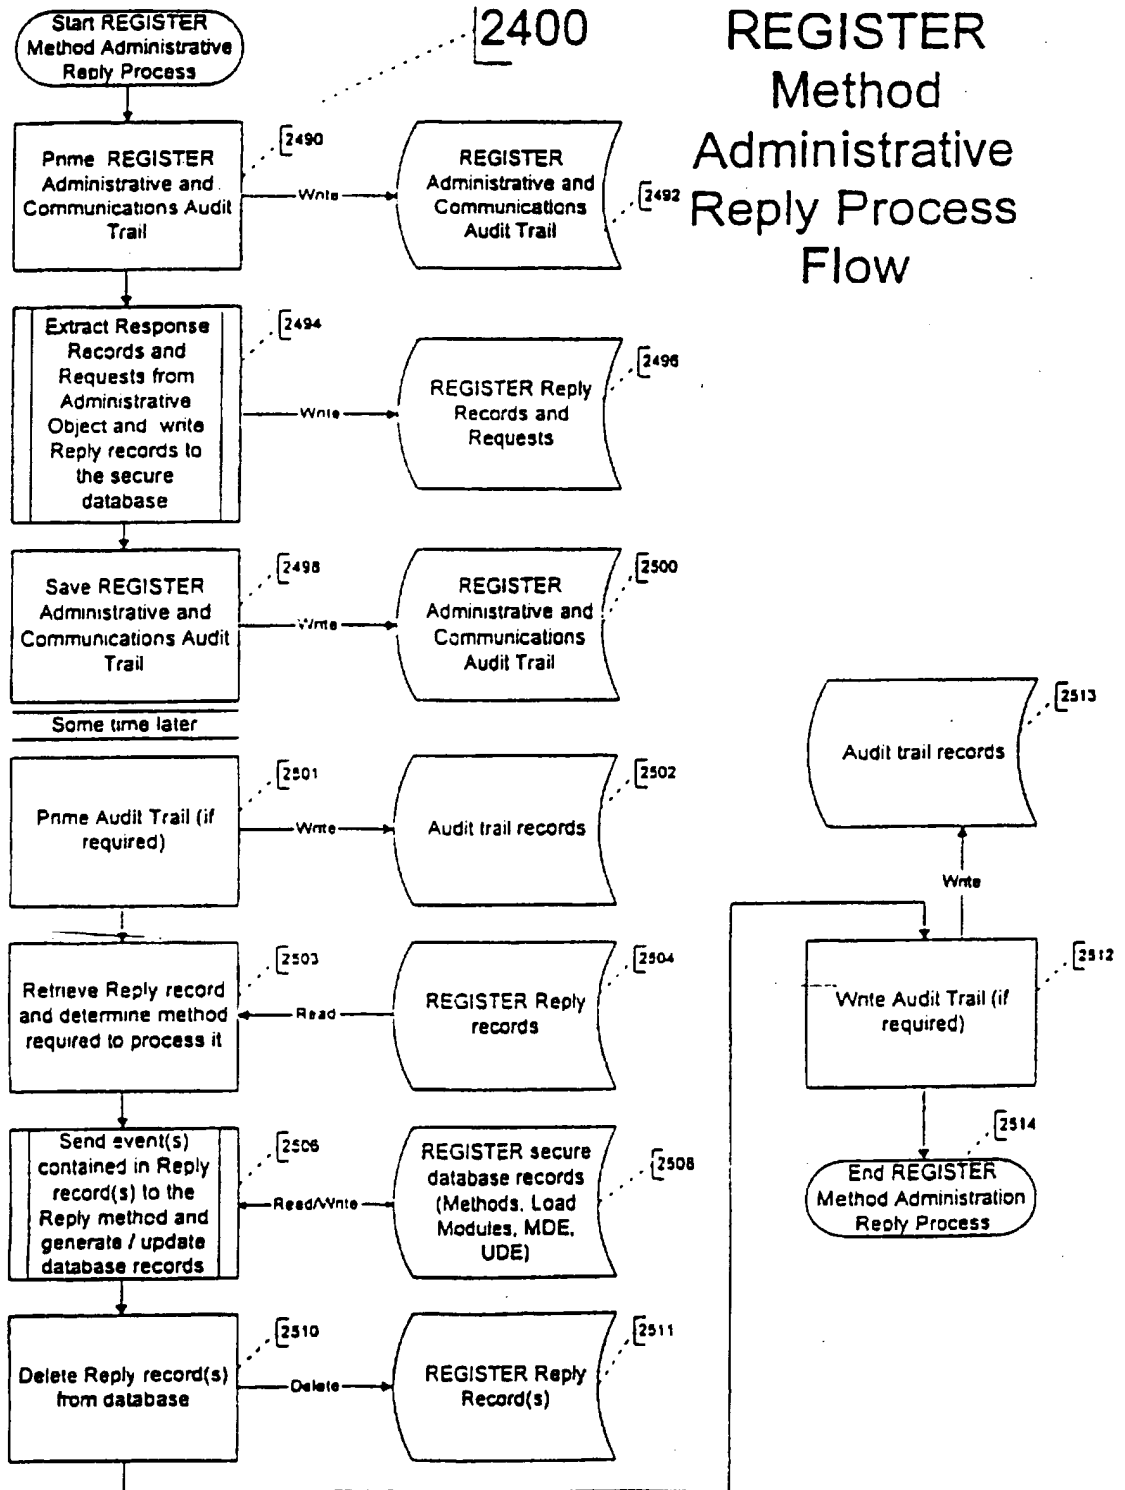 Start REGISTER
Method Administrative
Reply Process
2400
REGISTER
Method
Administrative
Reply Process
Flow
Prime REGISTER
Administrative and
Communications Audit
Trail
2490
Write
REGISTER
Administrative and
Communications
Audit Trail
2492
Extract Response
Records and
Requests from
Administrative
Object and write
Reply records to
the secure
database
2494
Write
REGISTER Reply
Records and
Requests
2496
Save REGISTER
Administrative and
Communications Audit
Trail
2498
Write
REGISTER
Administrative and
Communications
Audit Trail
2500
Some time later
Prime Audit Trail (if
required)
2501
Write
Audit trail records
2502
Retrieve Reply record
and determine method
required to process it
2503
Read
REGISTER Reply
records
2504
Send event(s)
contained in Reply
record(s) to the
Reply method and
generate / update
database records
2506
Read/Write
REGISTER secure
database records
(Methods, Load
Modules, MDE,
UDE)
2508
Delete Reply record(s)
from database
2510
Delete
REGISTER Reply
Record(s)
2511
Audit trail records
2513
Write
Write Audit Trail (if
required)
2512
2514
End REGISTER
Method Administration
Reply Process